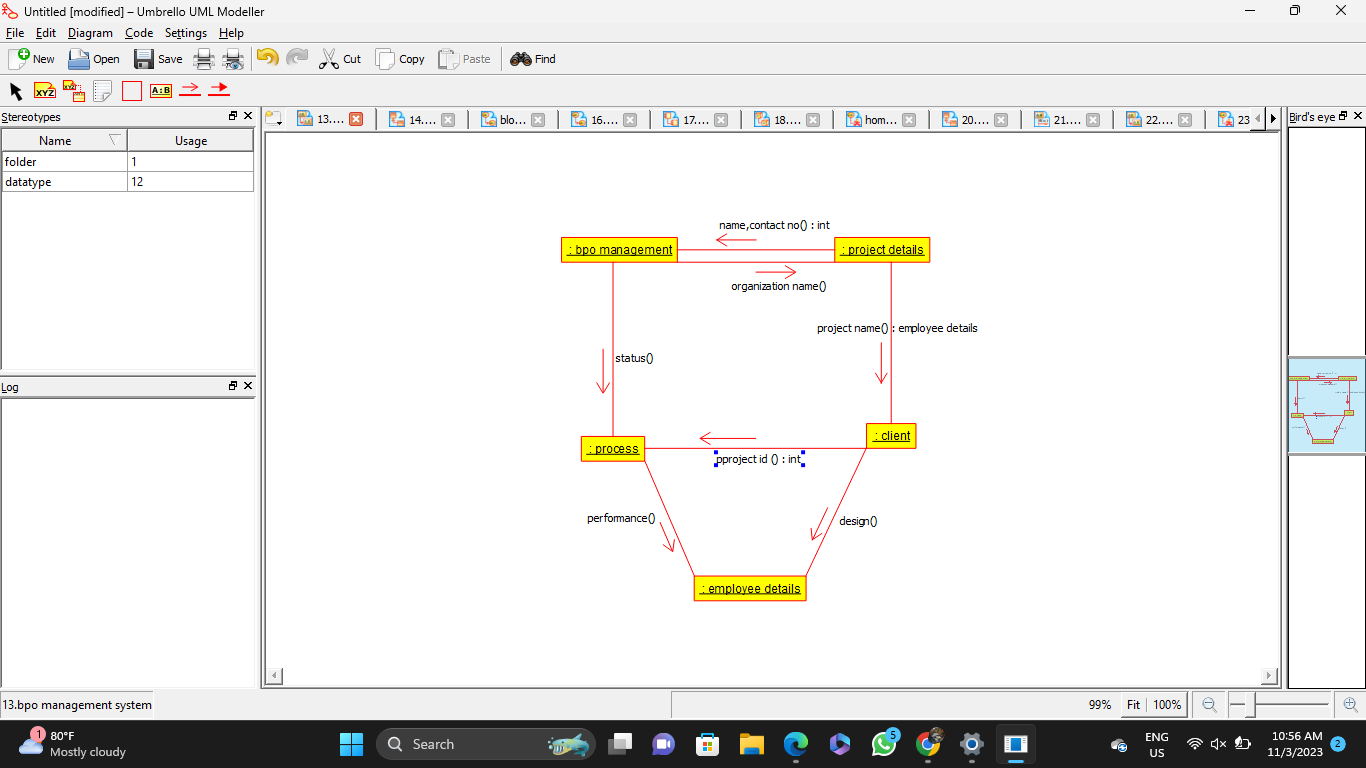 Untitled [modified] – Umbrello UML Modeller
File Edit Diagram Code Settings Help
New Open Save Cut Copy Paste Find
XYZ XYZ A:B
Stereotypes
Name Usage
folder 1
datatype 12
Log
13.... 14.... blo... 16.... 17.... 18.... hom... 20.... 21.... 22.... 23
Bird's eye
name,contact no() : int
: bpo management : project details
organization name()
project name() : employee details
status()
: client
: process
pproject id () : int
performance() design()
: employee details
13.bpo management system
99% Fit 100%
1 80°F
Mostly cloudy
Search
5
ENG
US
10:56 AM
11/3/2023
2